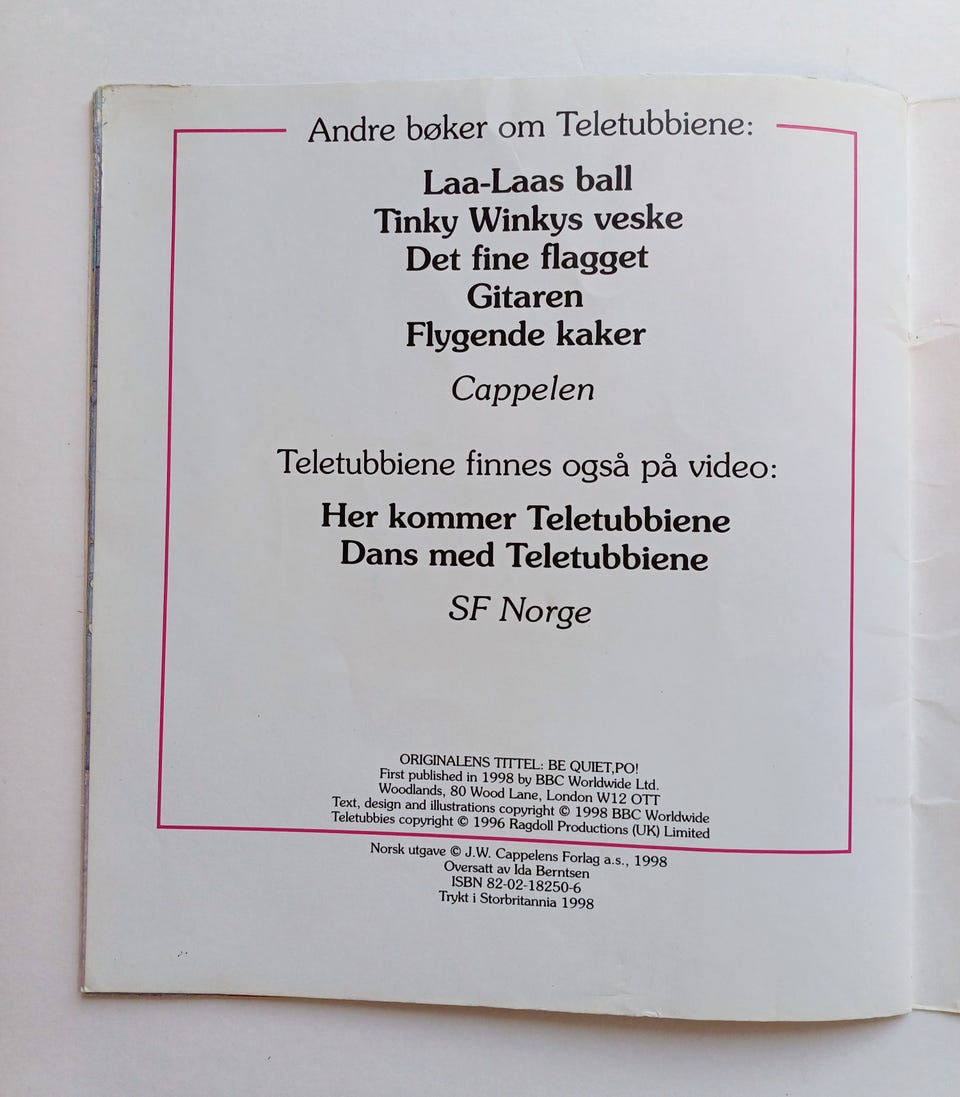 Andre bøker om Teletubbiene:
Laa-Laas ball
Tinky Winkys veske
Det fine flagget
Gitaren
Flygende kaker
Cappelen
Teletubbiene finnes også på video:
Her kommer Teletubbiene
Dans med Teletubbiene
SF Norge
ORIGINALENS TITTEL: BE QUIET,PO!
First published in 1998 by BBC Worldwide Ltd.
Woodlands, 80 Wood Lane, London W12 OTT
Text, design and illustrations copyright © 1998 BBC Worldwide
Teletubbies copyright © 1996 Ragdoll Productions (UK) Limited
Norsk utgave © J.W. Cappelens Forlag a.s., 1998
Oversatt av Ida Berntsen
ISBN 82-02-18250-6
Trykt i Storbritannia 1998